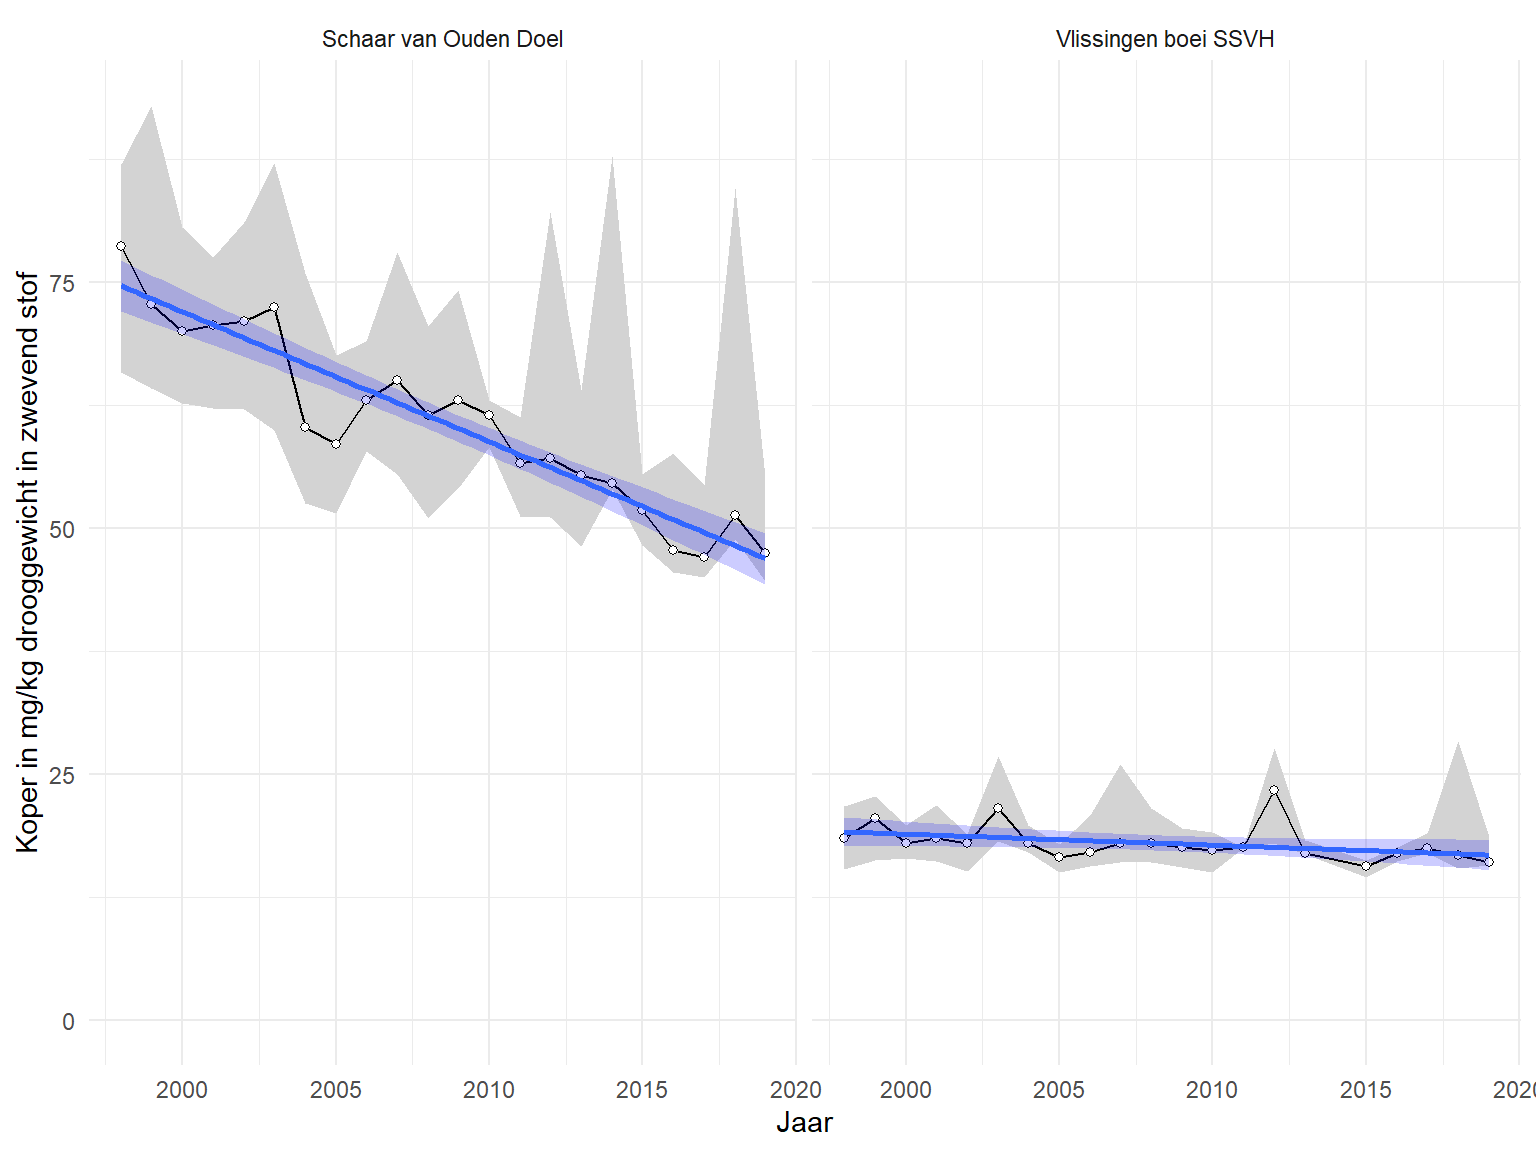 Schaar van Ouden Doel
Vlissingen boei SSVH
Koper in mg/kg drooggewicht in zwevend stof
75
50
25
0
2000 2005 2010 2015 2020 2000 2005 2010 2015 2020
Jaar